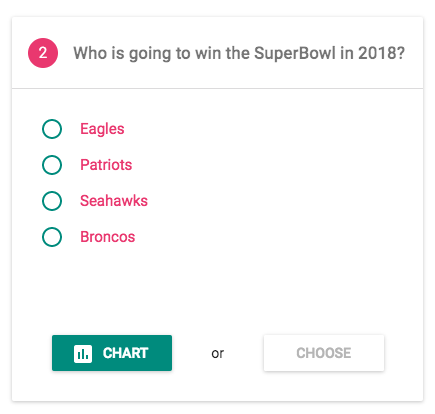 2 Who is going to win the SuperBowl in 2018?
Eagles
Patriots
Seahawks
Broncos
CHART or CHOOSE